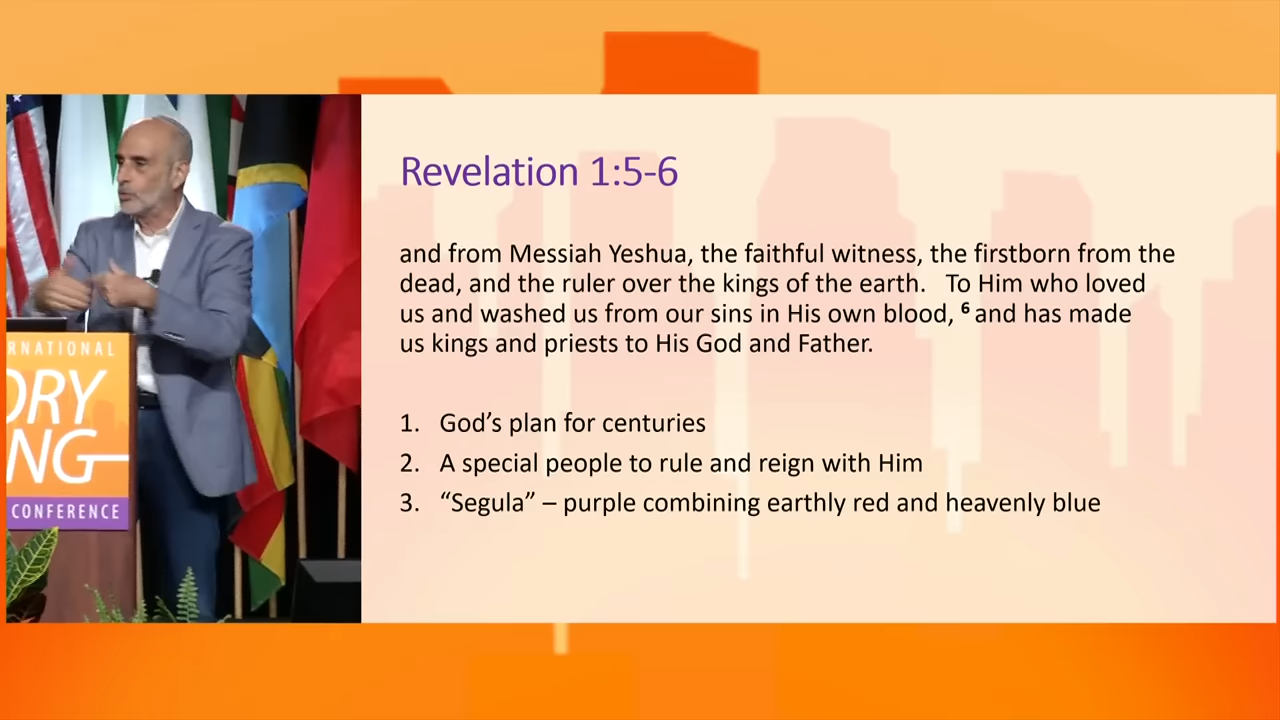 Revelation 1:5-6
and from Messiah Yeshua, the faithful witness, the firstborn from the
dead, and the ruler over the kings of the earth.   To Him who loved
us and washed us from our sins in His own blood, ⁶ and has made
us kings and priests to His God and Father.
1. God’s plan for centuries
2. A special people to rule and reign with Him
3. “Segula” – purple combining earthly red and heavenly blue
RNATIONAL
ORY
NG
CONFERENCE